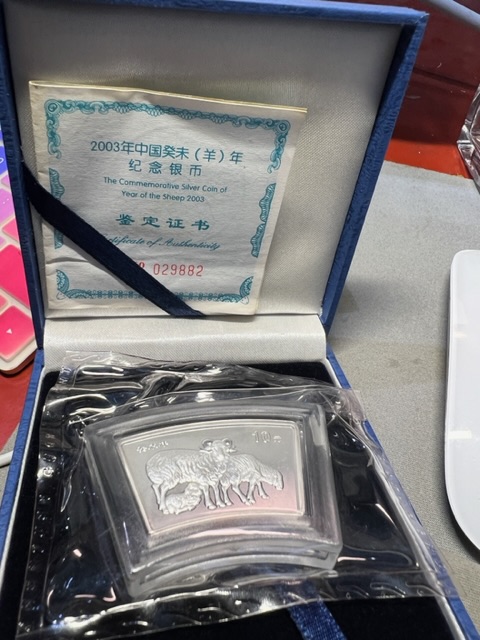 2003年中国癸未(羊)年
纪念银币
The Commemorative Silver Coin of
Year of the Sheep 2003
鉴定证书
Certificate of Authenticity
029882
10元